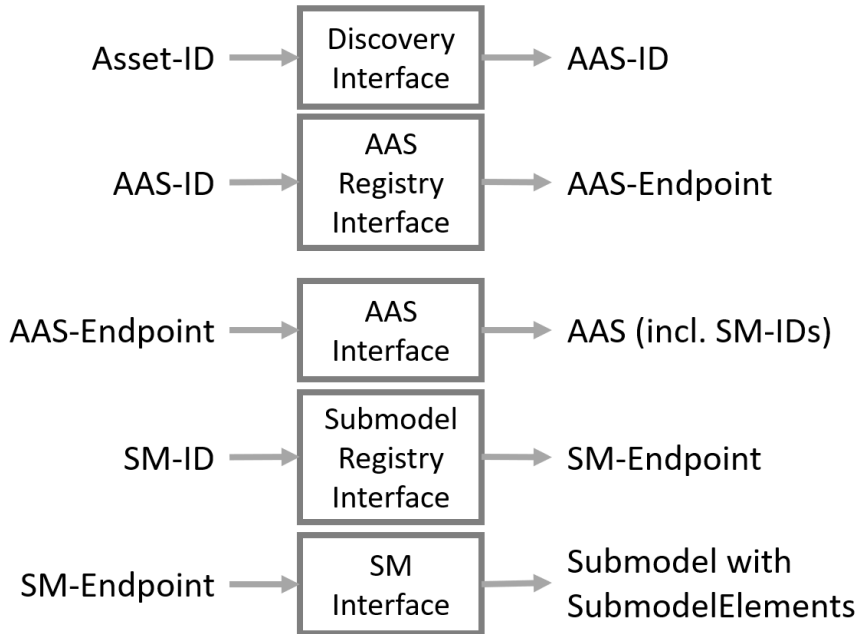 Asset-ID
Discovery
Interface
AAS-ID
AAS-ID
AAS
Registry
Interface
AAS-Endpoint
AAS-Endpoint
AAS
Interface
AAS (incl. SM-IDs)
SM-ID
Submodel
Registry
Interface
SM-Endpoint
SM-Endpoint
SM
Interface
Submodel with
SubmodelElements